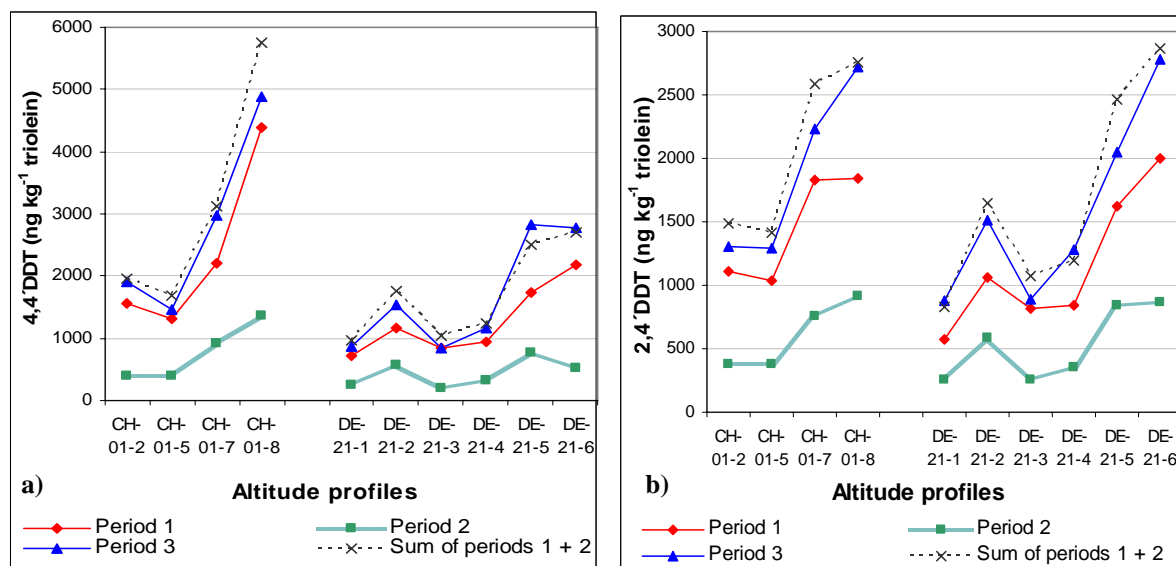 6000
5000
4000
3000
2000
1000
0
4,4´DDT (ng kg-1 triolein)
CH-01-2 CH-01-5 CH-01-7 CH-01-8 DE-21-1 DE-21-2 DE-21-3 DE-21-4 DE-21-5 DE-21-6
a)
Altitude profiles
Period 1
Period 2
Period 3
Sum of periods 1 + 2
3000
2500
2000
1500
1000
500
0
2,4´DDT (ng kg-1 triolein)
CH-01-2 CH-01-5 CH-01-7 CH-01-8 DE-21-1 DE-21-2 DE-21-3 DE-21-4 DE-21-5 DE-21-6
b)
Altitude profiles
Period 1
Period 2
Period 3
Sum of periods 1 + 2